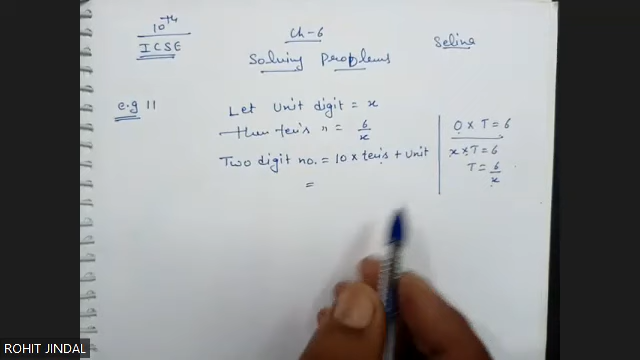 10th
ICSE
Ch-6
Solving Problems
Selina
e.g 11
Let Unit digit = x
Then ten's " = 6/x
Two digit no. = 10 × ten's + Unit
=
O × T = 6
x × T = 6
T = 6/x
ROHIT JINDAL